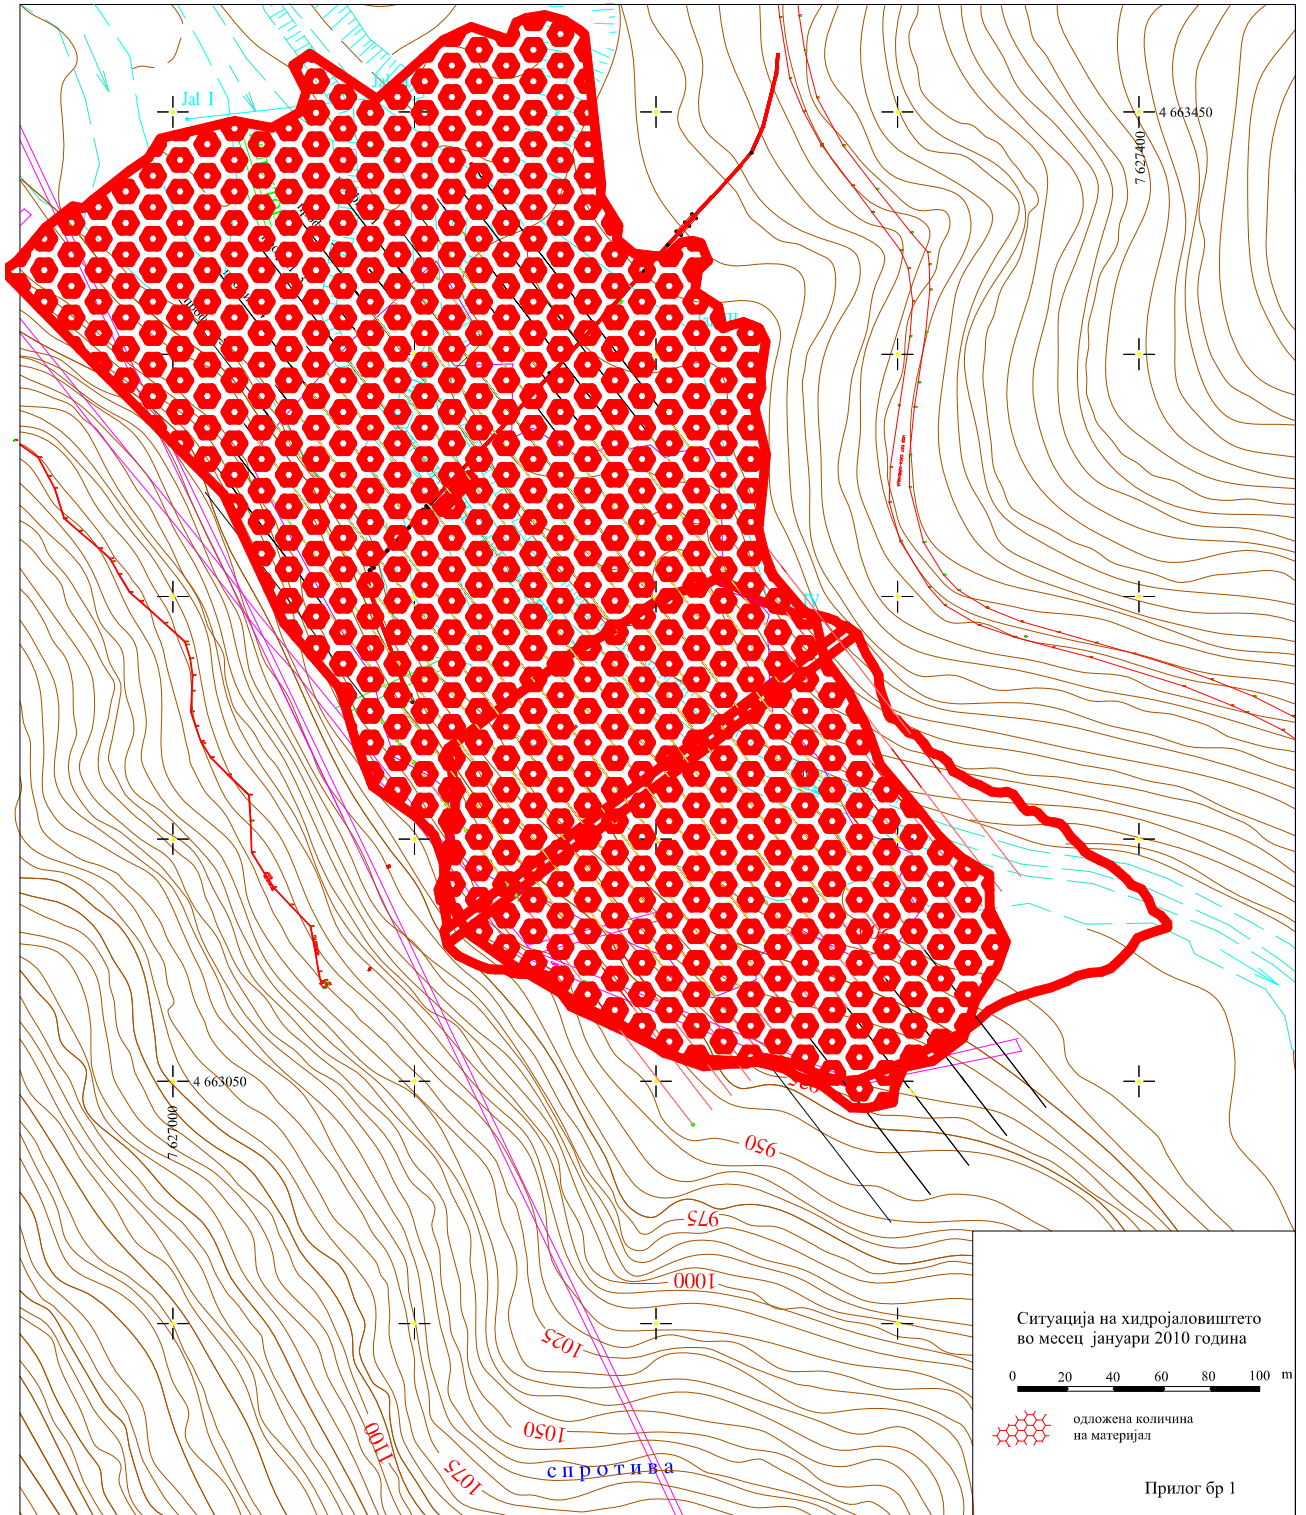 Jal I
4 663450
7 627400
4 663050
7 627000
950
975
1000
1025
1050
1075
1100
спротива
Ситуација на хидројаловиштето
во месец јануари 2010 година
0 20 40 60 80 100 m
одложена количина
на материјал
Прилог бр 1